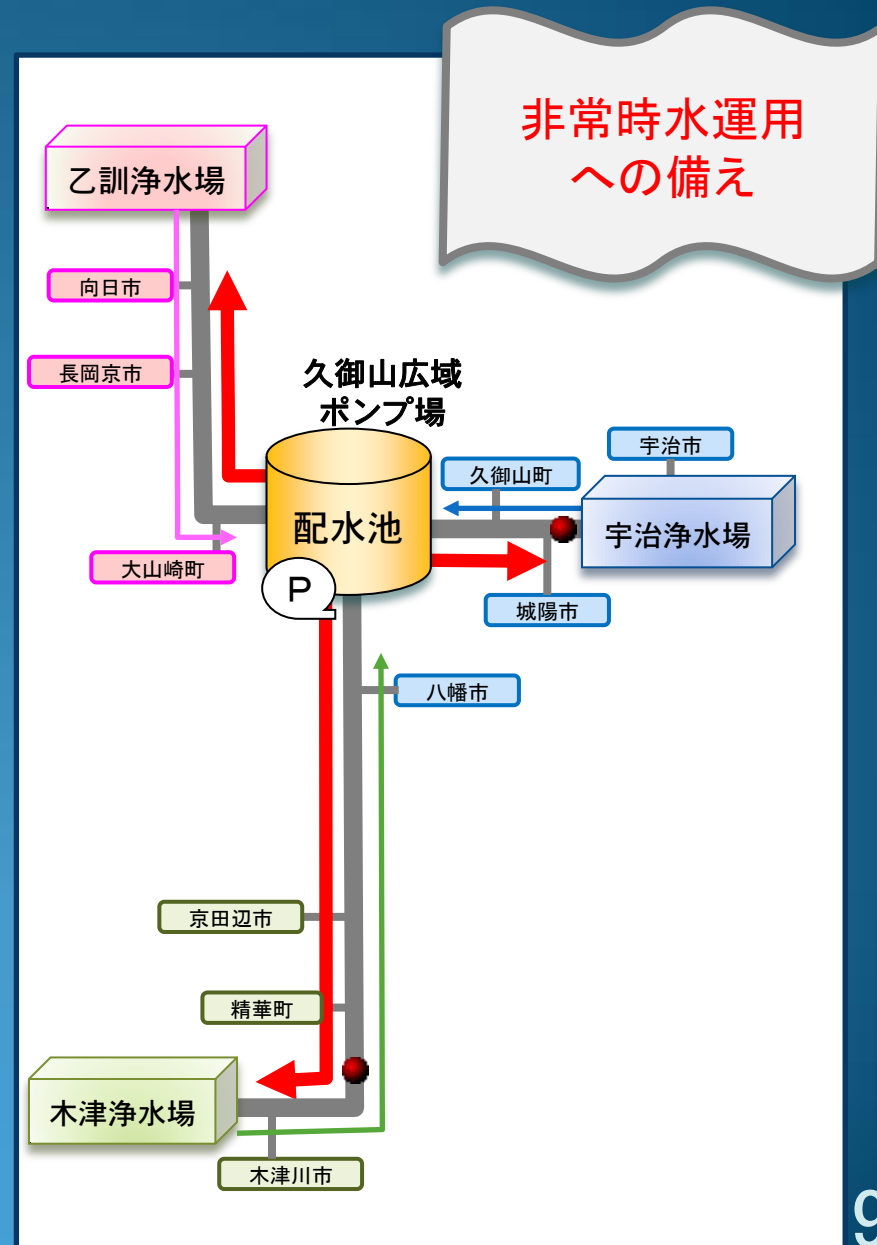 非常時水運用
への備え
乙訓浄水場
向日市
長岡京市
久御山広域
ポンプ場
宇治市
久御山町
配水池
宇治浄水場
大山崎町
P
城陽市
八幡市
京田辺市
精華町
木津浄水場
木津川市
9